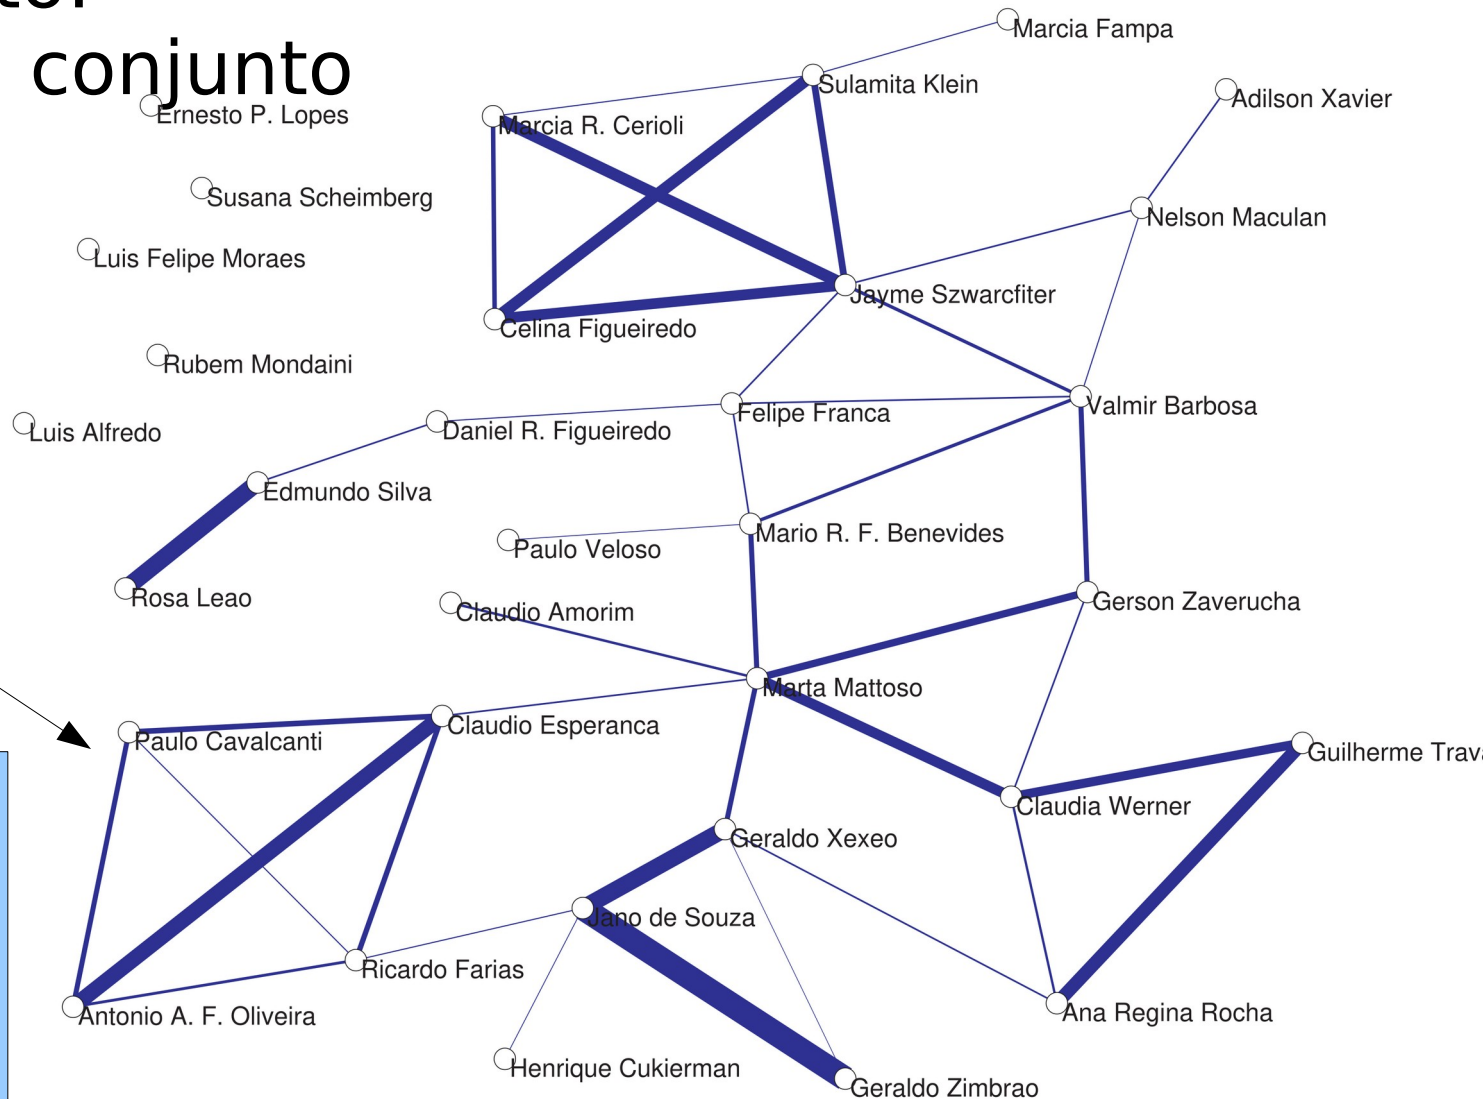 conjunto
Marcia Fampa
Sulamita Klein
Adilson Xavier
Ernesto P. Lopes
Marcia R. Cerioli
Susana Scheimberg
Nelson Maculan
Luis Felipe Moraes
Jayme Szwarcfiter
Celina Figueiredo
Rubem Mondaini
Felipe Franca
Valmir Barbosa
Luis Alfredo
Daniel R. Figueiredo
Edmundo Silva
Mario R. F. Benevides
Paulo Veloso
Rosa Leao
Claudio Amorim
Gerson Zaverucha
Marta Mattoso
Claudio Esperanca
Paulo Cavalcanti
Guilherme
Claudia Werner
Geraldo Xexeo
Jano de Souza
Ricardo Farias
Antonio A. F. Oliveira
Ana Regina Rocha
Henrique Cukierman
Geraldo Zimbrao